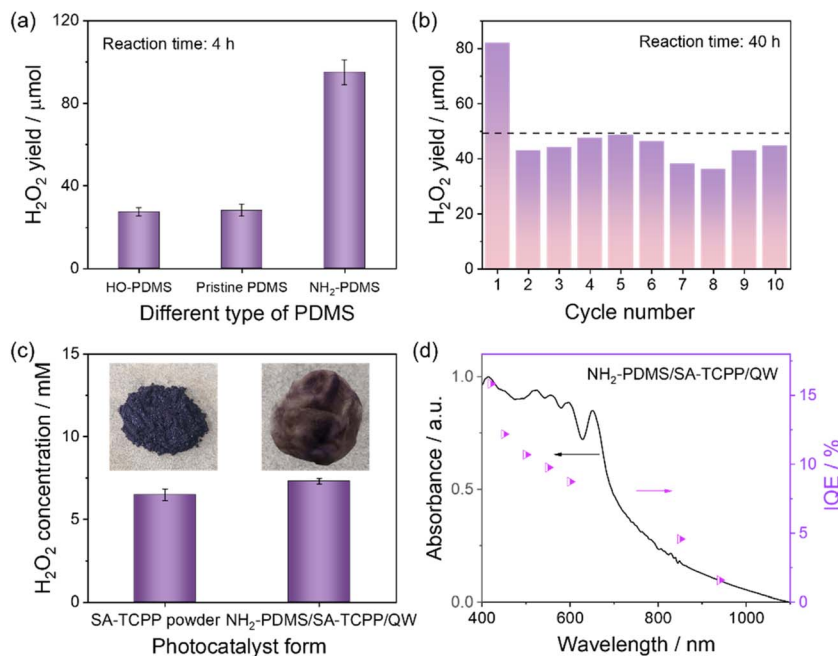 (a)
120
80
40
0
H₂O₂ yield / μmol
Reaction time: 4 h
HO-PDMS Pristine PDMS NH₂-PDMS
Different type of PDMS
(b)
100
80
60
40
20
0
H₂O₂ yield / μmol
Reaction time: 40 h
1 2 3 4 5 6 7 8 9 10
Cycle number
(c)
15
10
5
0
H₂O₂ concentration / mM
SA-TCPP powder NH₂-PDMS/SA-TCPP/QW
Photocatalyst form
(d)
1.0
0.5
0.0
Absorbance / a.u.
NH₂-PDMS/SA-TCPP/QW
15
10
5
0
IQE / %
400 600 800 1000
Wavelength / nm